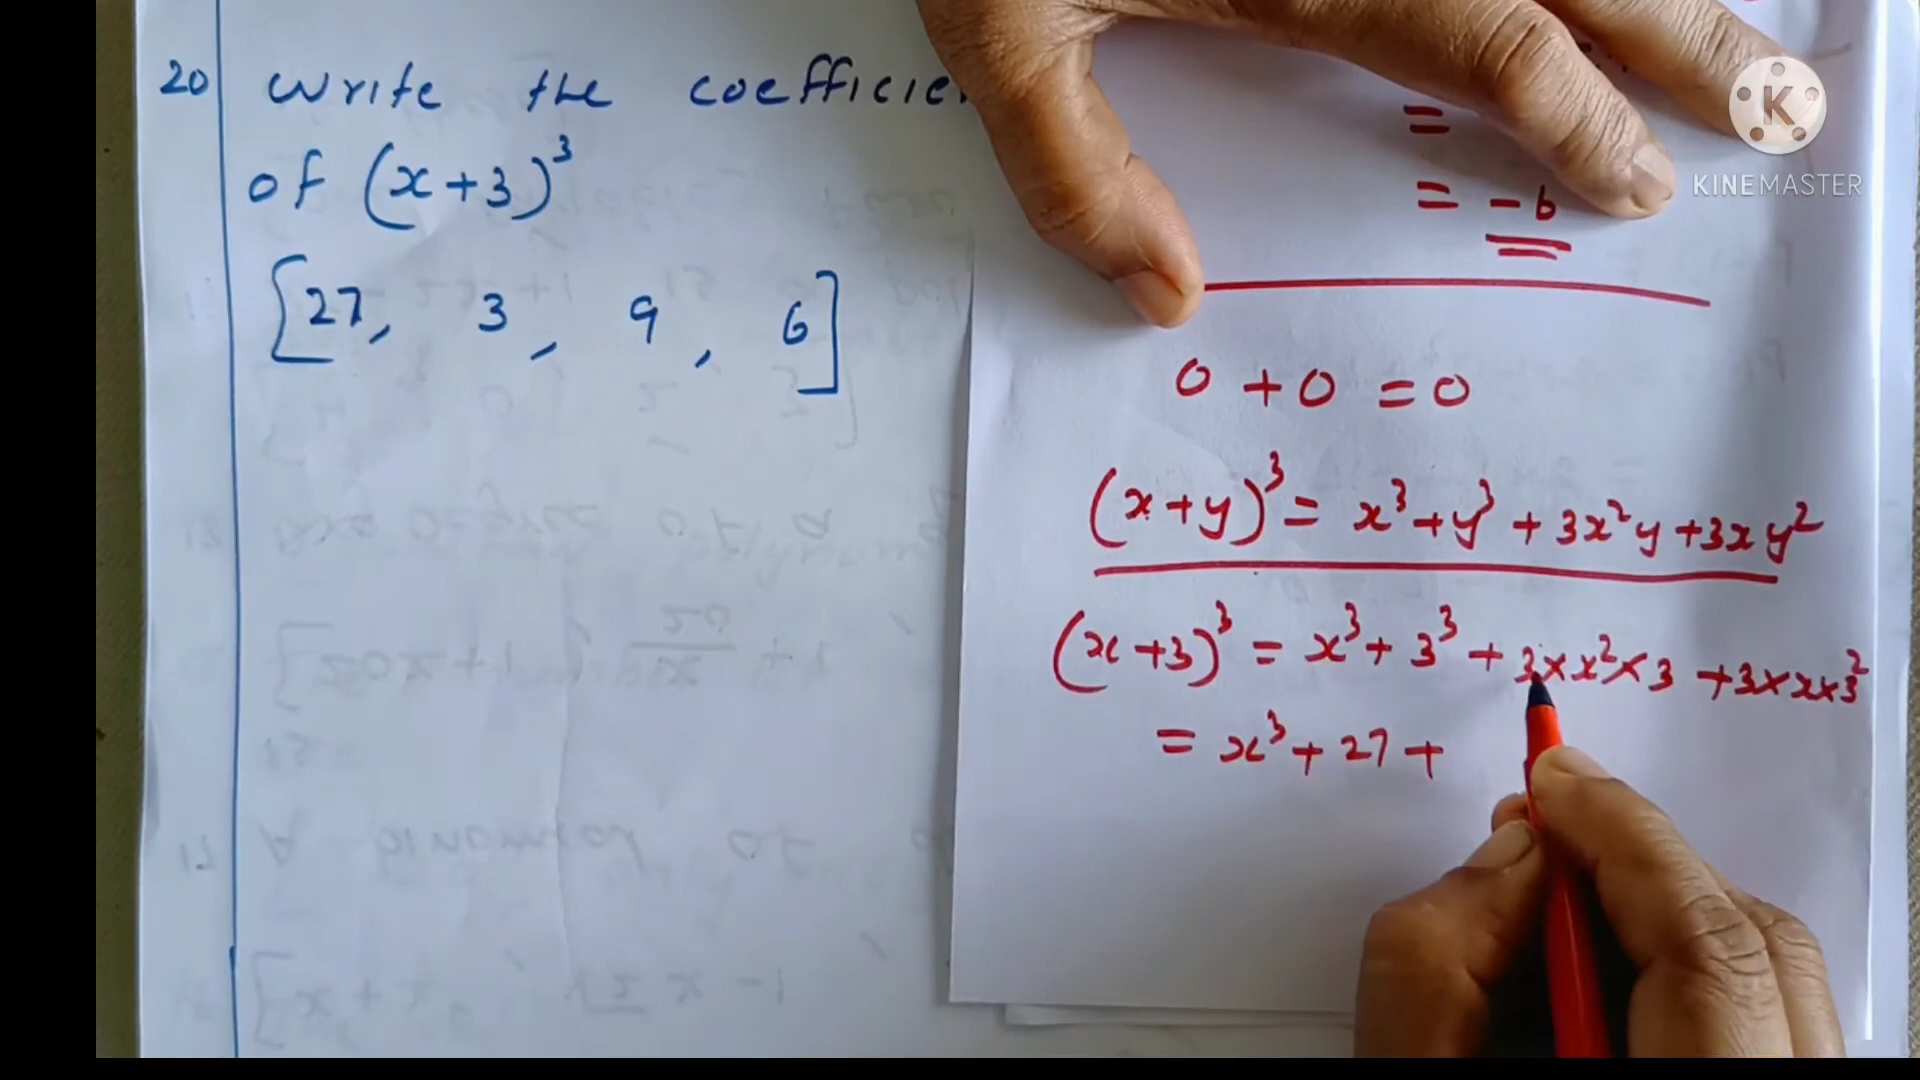 20 write the
of (x+3)³
[27, 3, 9, 6]
=
= -6
0 + 0 = 0
(x+y)³ = x³+y³ + 3x²y+3xy²
(x+3)³ = x³+ 3³ + 3×x²×3 +3×x×3²
= x³+ 27 +
K
KINEMASTER